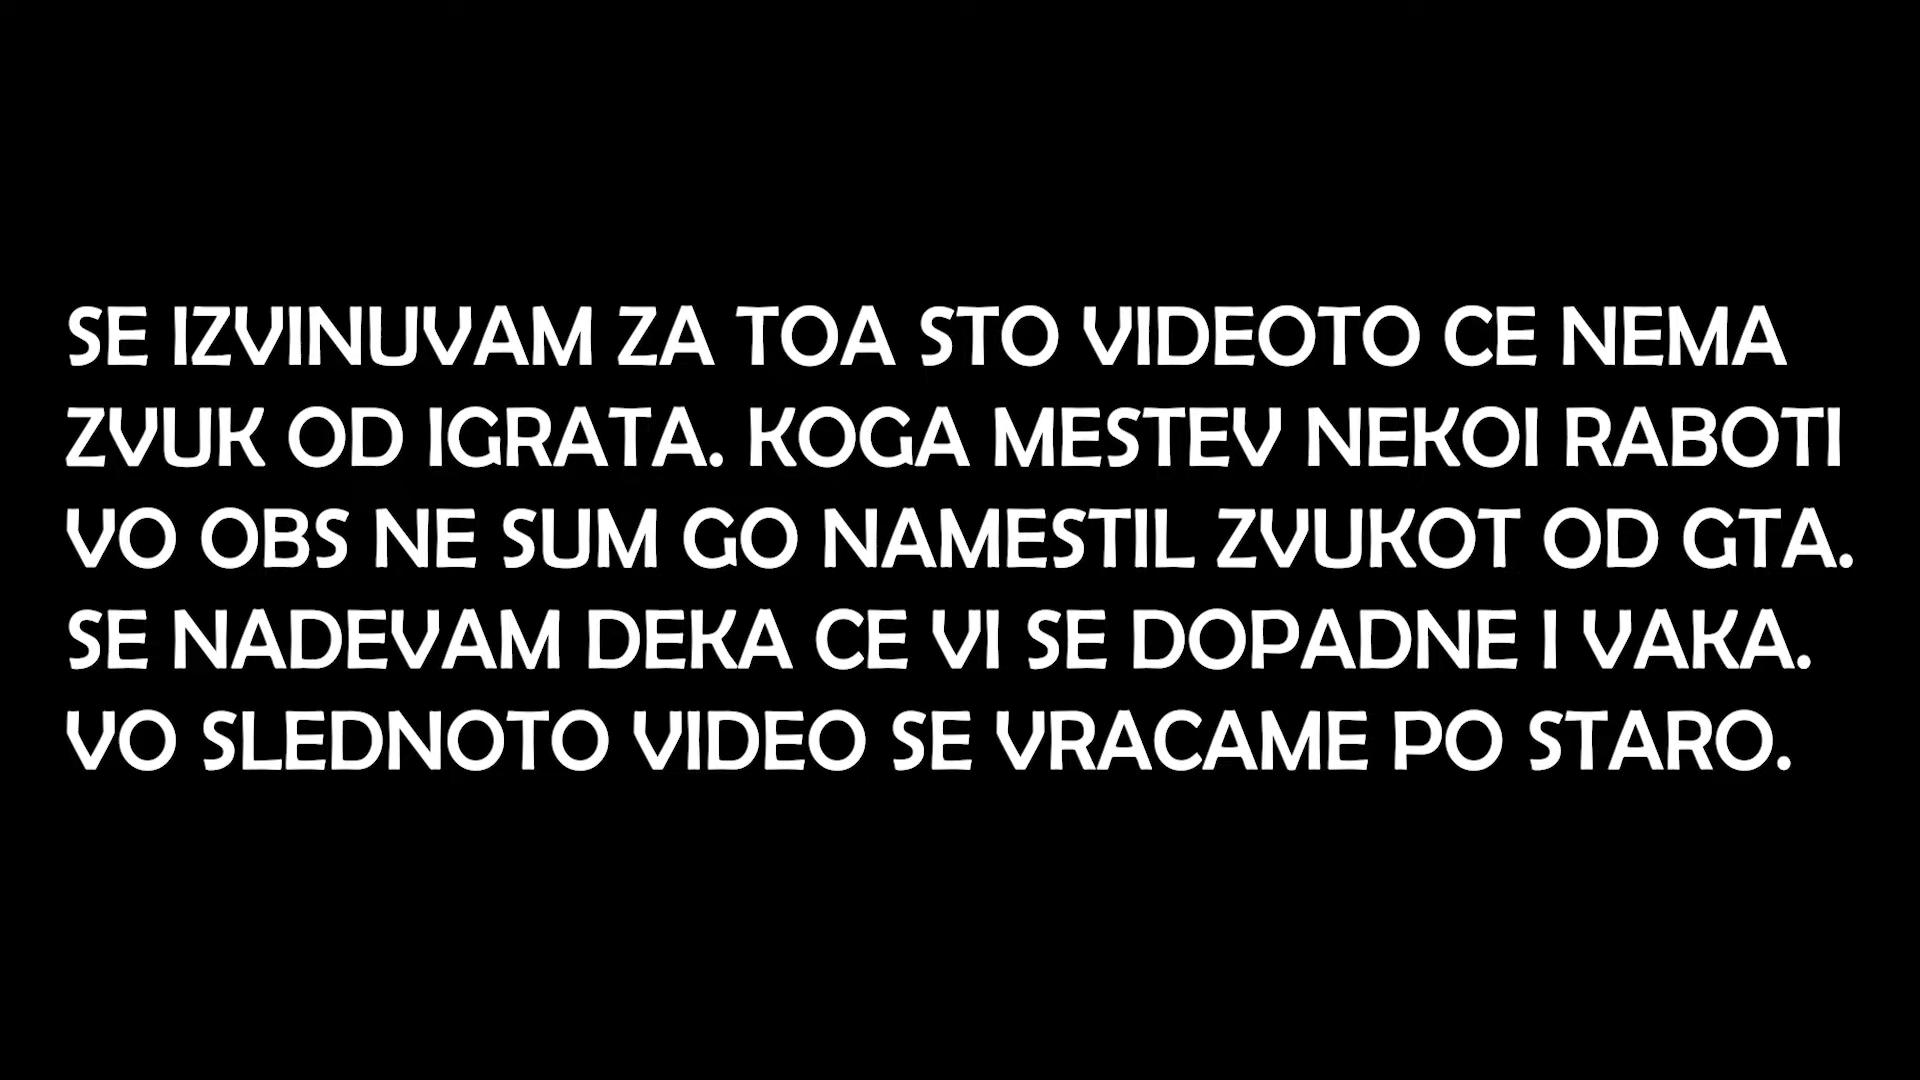 SE IZVINUVAM ZA TOA STO VIDEOTO CE NEMA
ZVUK OD IGRATA. KOGA MESTEV NEKOI RABOTI
VO OBS NE SUM GO NAMESTIL ZVUKOT OD GTA.
SE NADEVAM DEKA CE VI SE DOPADNE I VAKA.
VO SLEDNOTO VIDEO SE VRACAME PO STARO.